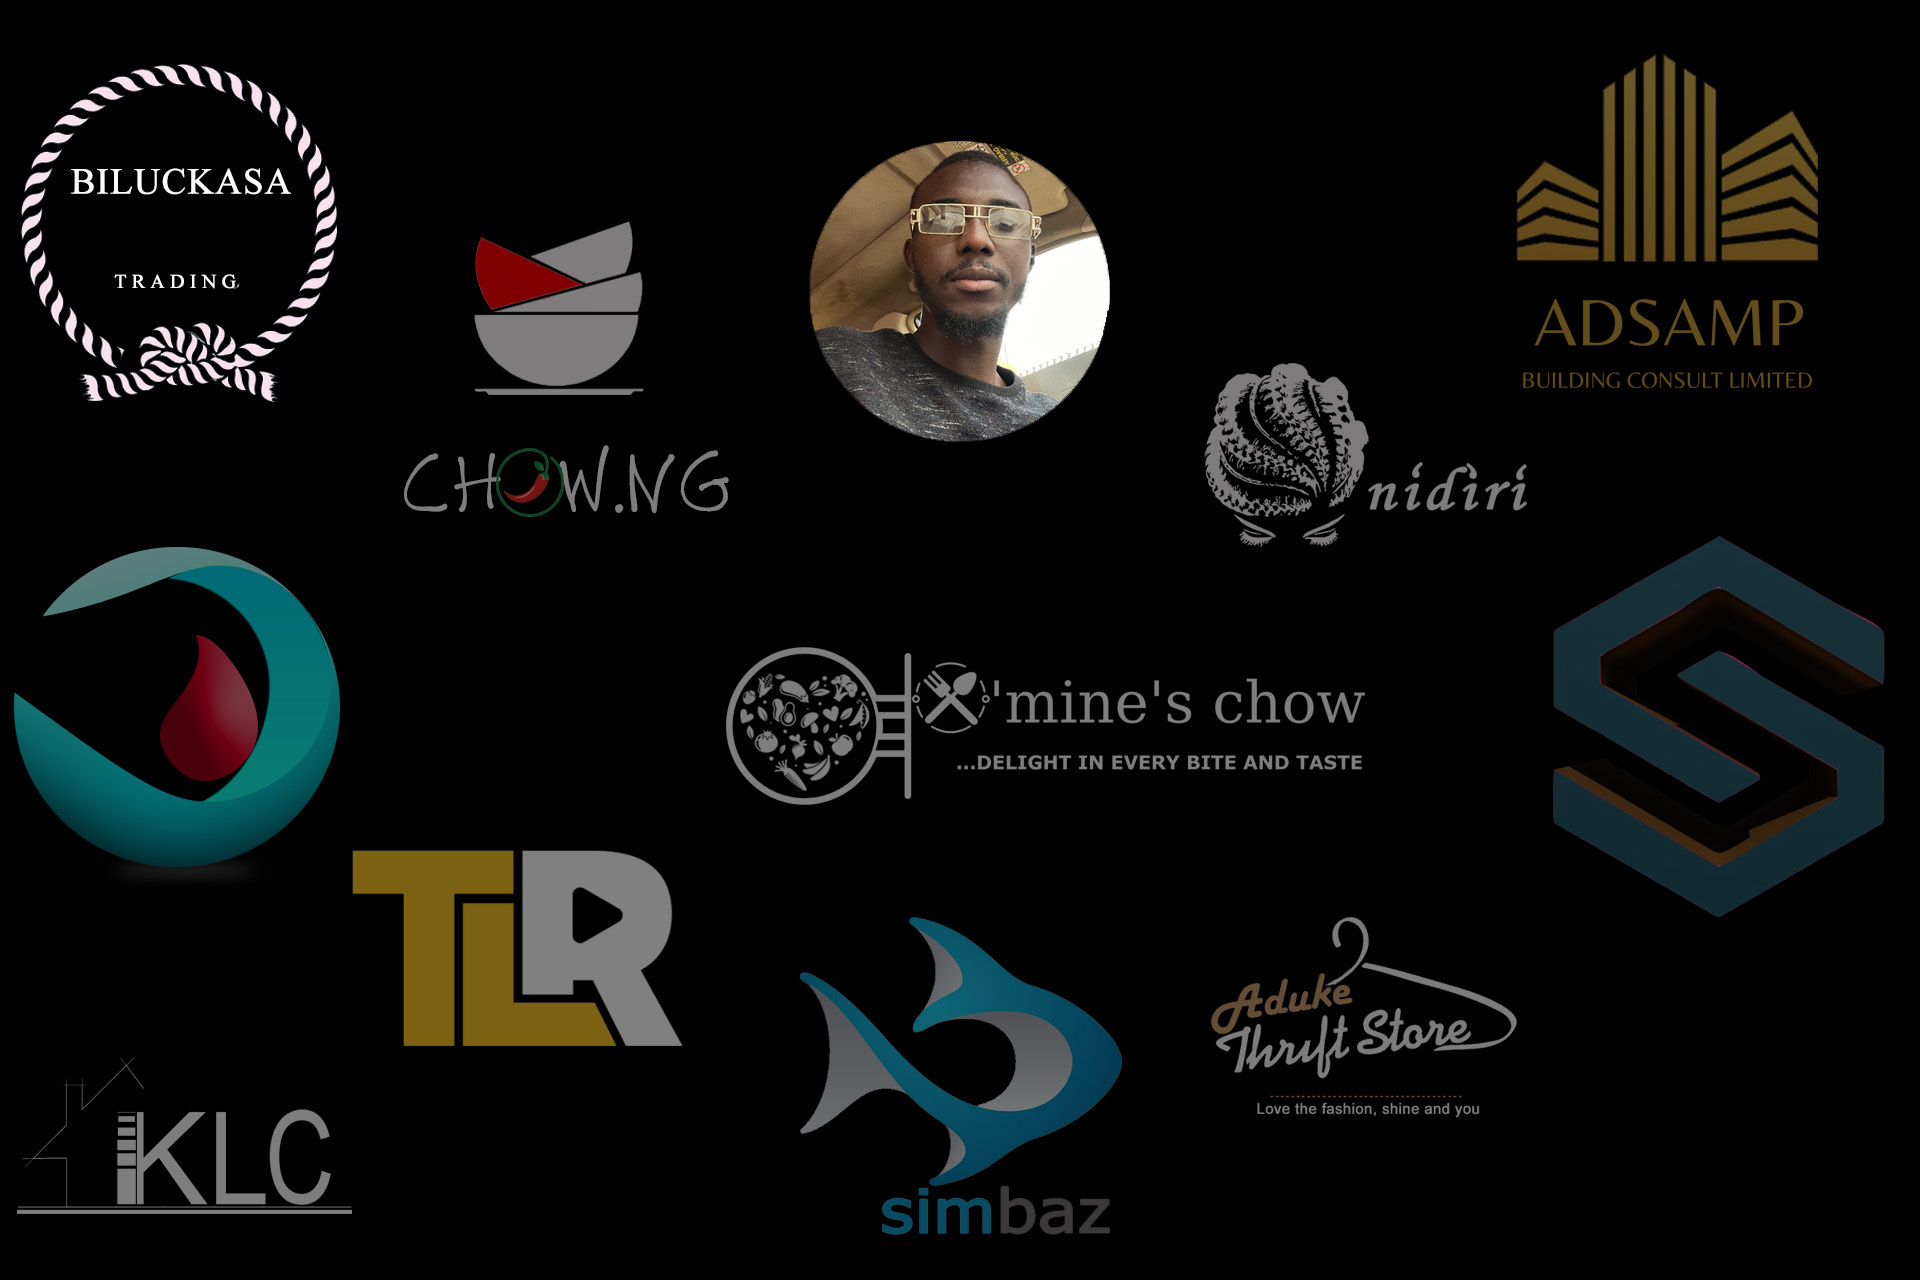 BILUCKASA
TRADING
CHOW.NG
ADSAMP
BUILDING CONSULT LIMITED
nídìrí
'mine's chow
...DELIGHT IN EVERY BITE AND TASTE
S
TLR
Aduke
Thrift Store
Love the fashion, shine and you
KLC
simbaz